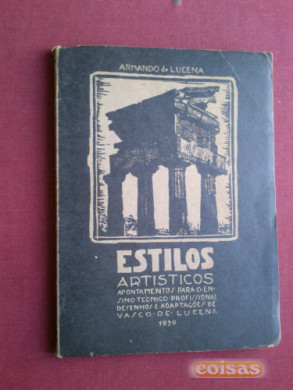 ARMANDO de LUCENA
ESTILOS
ARTISTICOS
APONTAMENTOS PARA O EN-
SINO TECNICO PROFISSIONAL
DESENHOS E ADAPTAÇÕES DE
VASCO·DE·LUCENA
1939
coisas